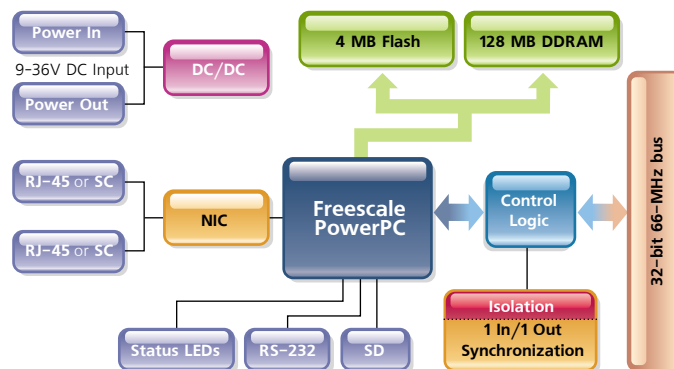 Power In
9-36V DC Input
Power Out
DC/DC
4 MB Flash
128 MB DDRAM
RJ-45 or SC
RJ-45 or SC
NIC
Freescale
PowerPC
Control
Logic
32-bit 66-MHz bus
Isolation
1 In/1 Out
Synchronization
Status LEDs
RS-232
SD